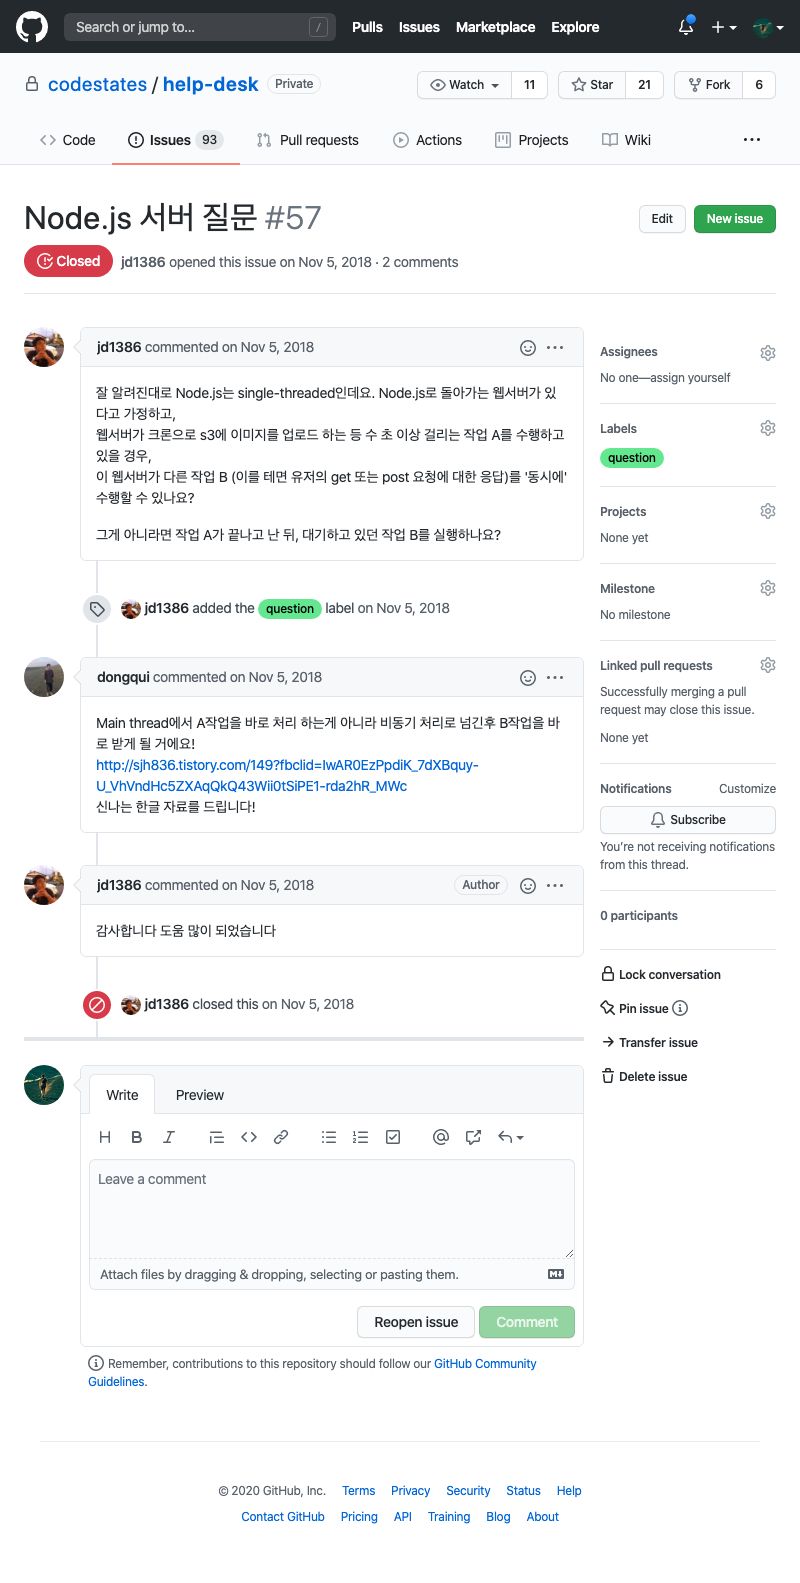 Search or jump to... /
Pulls Issues Marketplace Explore
codestates / help-desk Private
Watch 11 Star 21 Fork 6
Code Issues 93 Pull requests Actions Projects Wiki ...
Node.js 서버 질문 #57
Edit New issue
Closed jd1386 opened this issue on Nov 5, 2018 · 2 comments
jd1386 commented on Nov 5, 2018
잘 알려진대로 Node.js는 single-threaded인데요. Node.js로 돌아가는 웹서버가 있
다고 가정하고,
웹서버가 크론으로 s3에 이미지를 업로드 하는 등 수 초 이상 걸리는 작업 A를 수행하고
있을 경우,
이 웹서버가 다른 작업 B (이를 테면 유저의 get 또는 post 요청에 대한 응답)를 '동시에'
수행할 수 있나요?
그게 아니라면 작업 A가 끝나고 난 뒤, 대기하고 있던 작업 B를 실행하나요?
jd1386 added the question label on Nov 5, 2018
dongqui commented on Nov 5, 2018
Main thread에서 A작업을 바로 처리 하는게 아니라 비동기 처리로 넘긴후 B작업을 바
로 받게 될 거에요!
http://sjh836.tistory.com/149?fbclid=IwAR0EzPpdiK_7dXBquy-
U_VhVndHc5ZXAqQkQ43Wii0tSiPE1-rda2hR_MWc
신나는 한글 자료를 드립니다!
jd1386 commented on Nov 5, 2018 Author
감사합니다 도움 많이 되었습니다
jd1386 closed this on Nov 5, 2018
Write Preview
H B I
Leave a comment
Attach files by dragging & dropping, selecting or pasting them.
Reopen issue Comment
Remember, contributions to this repository should follow our GitHub Community
Guidelines.
Assignees
No one—assign yourself
Labels
question
Projects
None yet
Milestone
No milestone
Linked pull requests
Successfully merging a pull
request may close this issue.
None yet
Notifications Customize
Subscribe
You're not receiving notifications
from this thread.
0 participants
Lock conversation
Pin issue
Transfer issue
Delete issue
© 2020 GitHub, Inc. Terms Privacy Security Status Help
Contact GitHub Pricing API Training Blog About